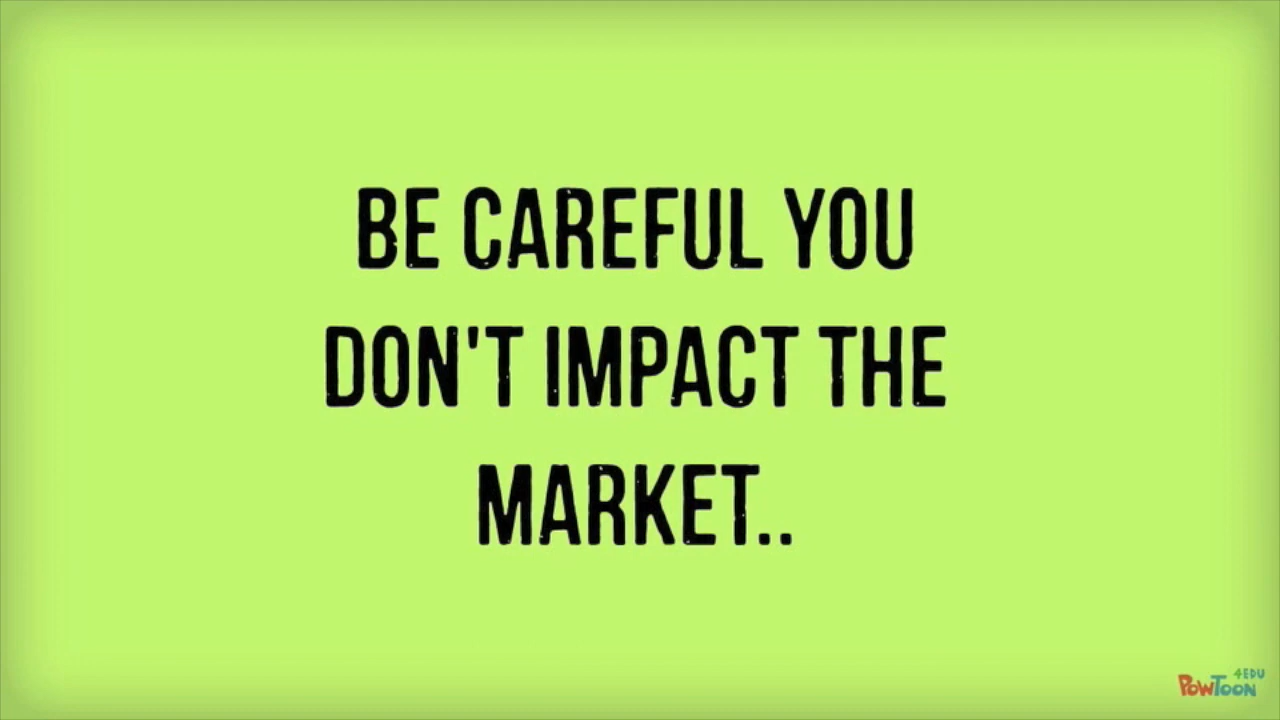 BE CAREFUL YOU
DON'T IMPACT THE
MARKET..
4EDU
POWTOON